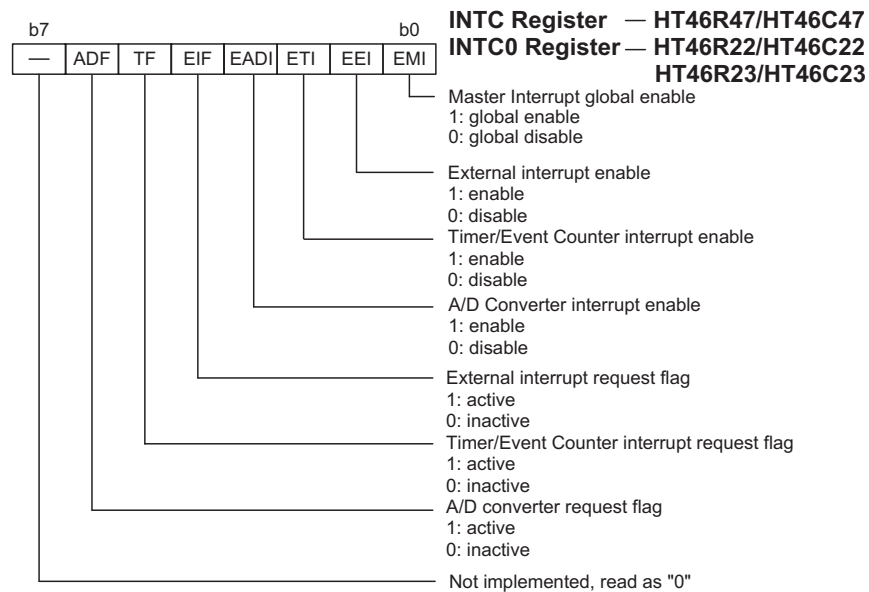 INTC Register — HT46R47/HT46C47
INTC0 Register — HT46R22/HT46C22
HT46R23/HT46C23
b7 b0
— ADF TF EIF EADI ETI EEI EMI
Master Interrupt global enable
1: global enable
0: global disable
External interrupt enable
1: enable
0: disable
Timer/Event Counter interrupt enable
1: enable
0: disable
A/D Converter interrupt enable
1: enable
0: disable
External interrupt request flag
1: active
0: inactive
Timer/Event Counter interrupt request flag
1: active
0: inactive
A/D converter request flag
1: active
0: inactive
Not implemented, read as "0"